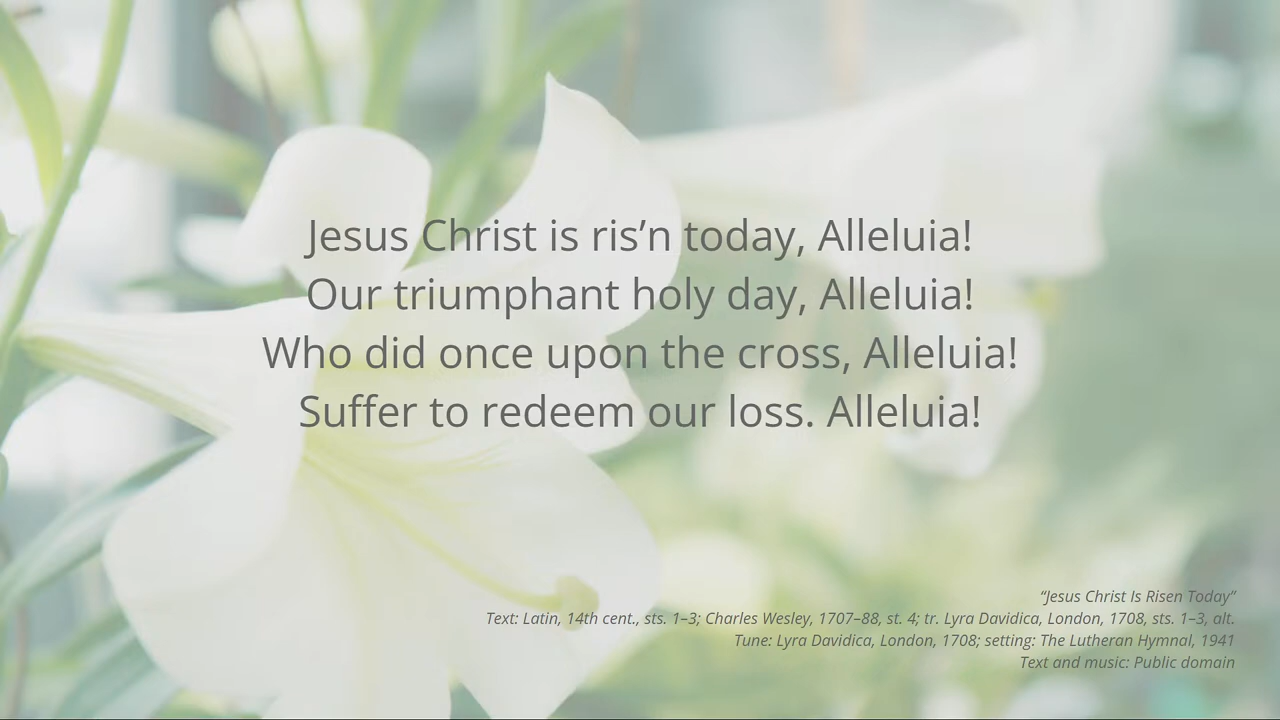 Jesus Christ is ris’n today, Alleluia!
Our triumphant holy day, Alleluia!
Who did once upon the cross, Alleluia!
Suffer to redeem our loss. Alleluia!
“Jesus Christ Is Risen Today”
Text: Latin, 14th cent., sts. 1–3; Charles Wesley, 1707–88, st. 4; tr. Lyra Davidica, London, 1708, sts. 1–3, alt.
Tune: Lyra Davidica, London, 1708; setting: The Lutheran Hymnal, 1941
Text and music: Public domain